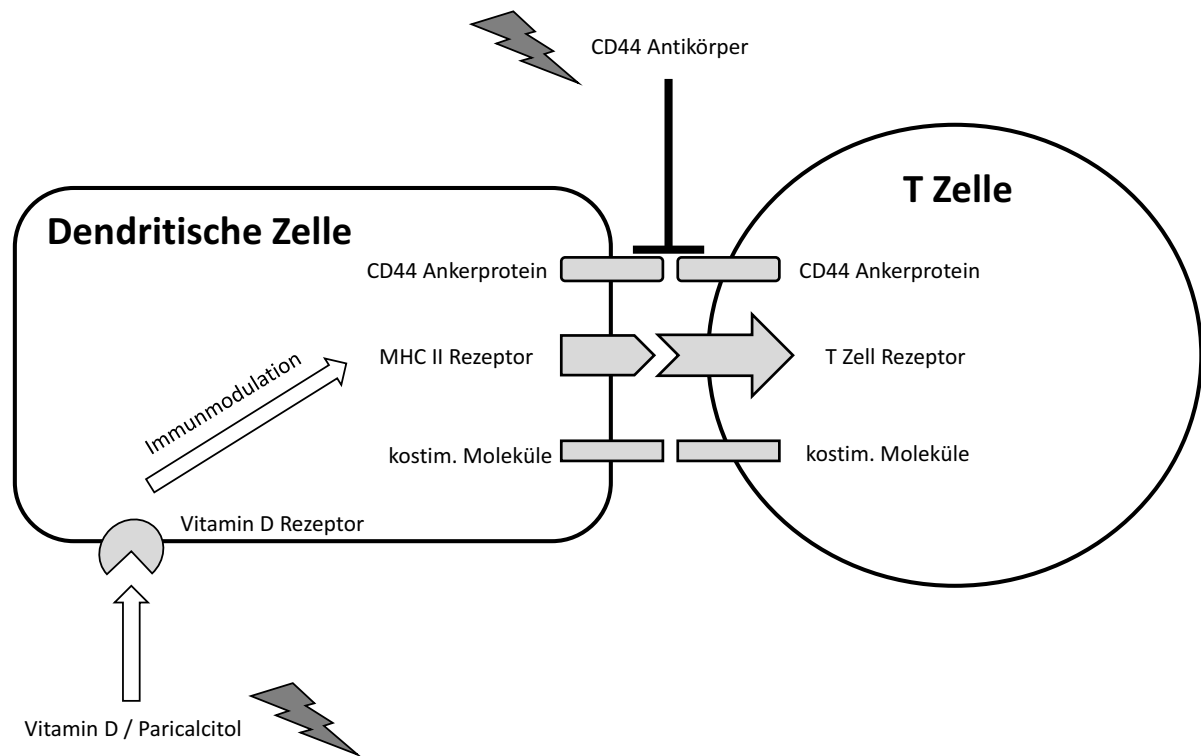 CD44 Antikörper
T Zelle
Dendritische Zelle
CD44 Ankerprotein
CD44 Ankerprotein
MHC II Rezeptor
T Zell Rezeptor
Immunmodulation
kostim. Moleküle
kostim. Moleküle
Vitamin D Rezeptor
Vitamin D / Paricalcitol